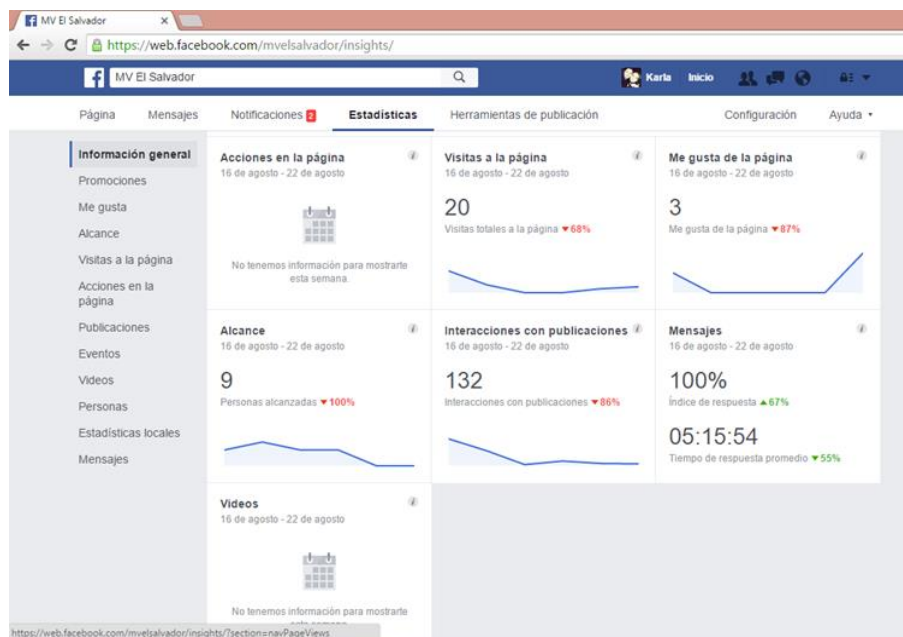 MV El Salvador
https://web.facebook.com/mvelsalvador/insights/
MV El Salvador
Karla Inicio
Página Mensajes Notificaciones 2 Estadísticas Herramientas de publicación Configuración Ayuda
Información general
Promociones
Me gusta
Alcance
Visitas a la página
Acciones en la
página
Publicaciones
Eventos
Videos
Personas
Estadísticas locales
Mensajes
Acciones en la página
16 de agosto - 22 de agosto
No tenemos información para mostrarte
esta semana
Visitas a la página
16 de agosto - 22 de agosto
20
Visitas totales a la página ▼68%
Me gusta de la página
16 de agosto - 22 de agosto
3
Me gusta de la página ▼87%
Alcance
16 de agosto - 22 de agosto
9
Personas alcanzadas ▼100%
Interacciones con publicaciones
16 de agosto - 22 de agosto
132
Interacciones con publicaciones ▼86%
Mensajes
16 de agosto - 22 de agosto
100%
Índice de respuesta ▲67%
05:15:54
Tiempo de respuesta promedio ▼55%
Videos
16 de agosto - 22 de agosto
No tenemos información para mostrarte
esta semana
https://web.facebook.com/mvelsalvador/insights/?section=navPageViews